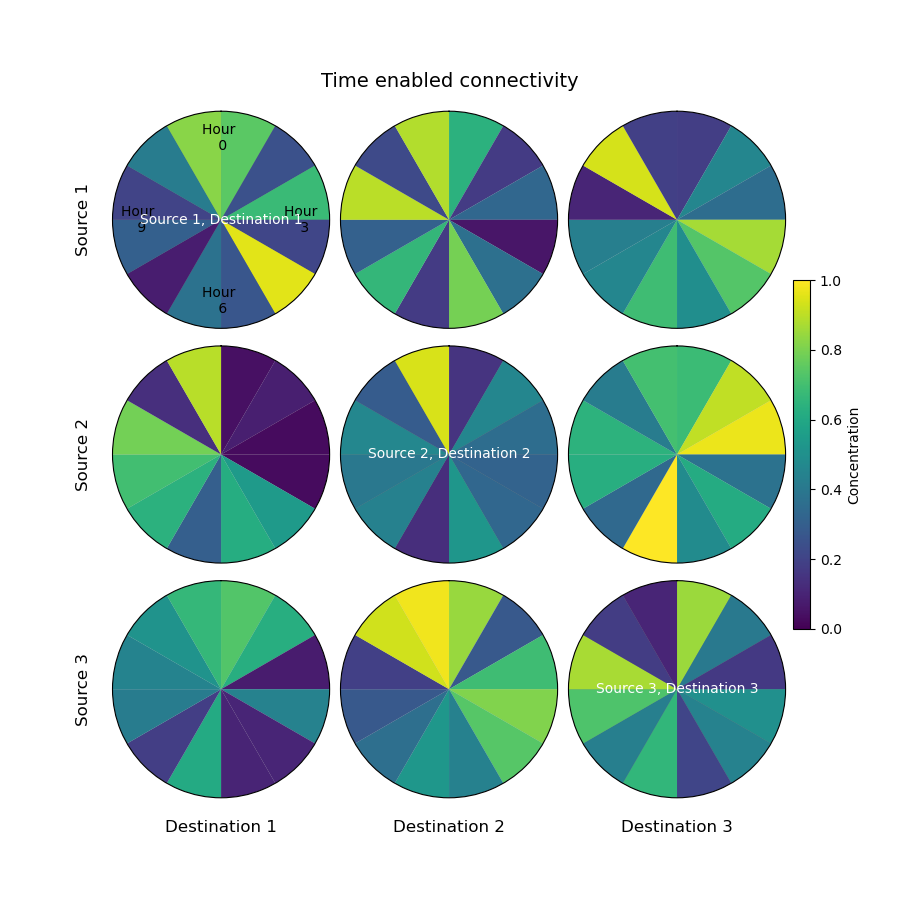 Time enabled connectivity
Source 1
Hour
0
Hour
9
Source 1, Destination 1
Hour
3
Hour
6
Source 2
Source 2, Destination 2
Source 3
Source 3, Destination 3
Destination 1
Destination 2
Destination 3
1.0
0.8
0.6
0.4
0.2
0.0
Concentration